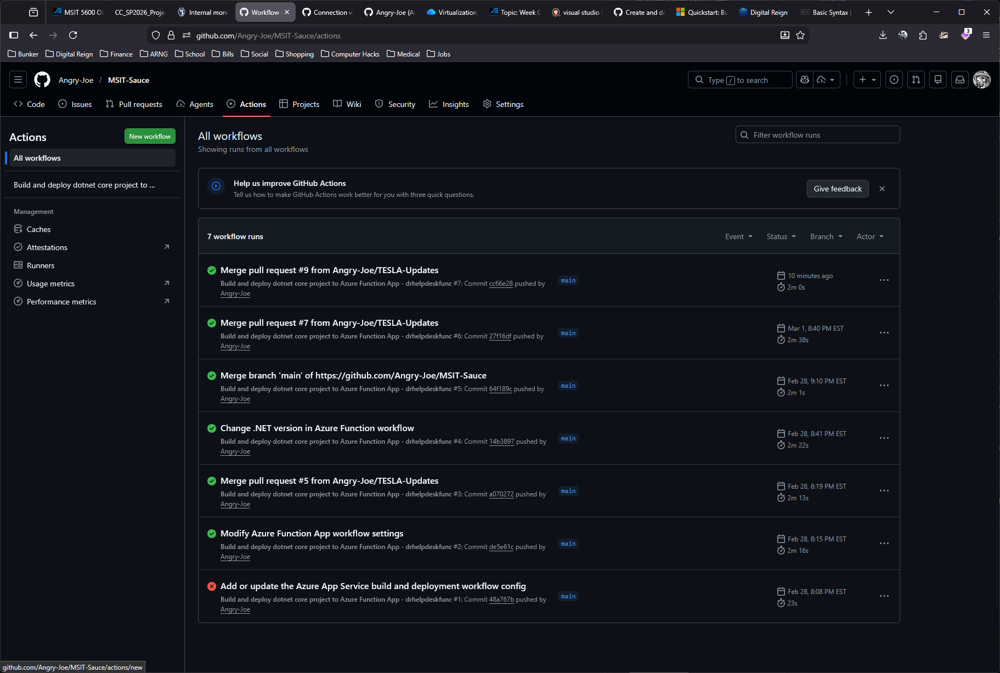 MSIT 5600 OL
CC_SP2026_Proje
Internal moni
Workflow r
Connection w
Angry-Joe (A
Virtualization
Topic: Week 0
visual studio
Create and de
Quickstart: Bu
Digital Reign
Basic Syntax |
github.com/Angry-Joe/MSIT-Sauce/actions
3
Bunker
Digital Reign
Finance
ARNG
School
Bills
Social
Shopping
Computer Hacks
Medical
Jobs
Angry-Joe / MSIT-Sauce
Type / to search
Code
Issues
Pull requests
Agents
Actions
Projects
Wiki
Security
Insights
Settings
Actions
New workflow
All workflows
Build and deploy dotnet core project to ...
Management
Caches
Attestations
Runners
Usage metrics
Performance metrics
All workflows
Showing runs from all workflows
Filter workflow runs
Help us improve GitHub Actions
Tell us how to make GitHub Actions work better for you with three quick questions.
Give feedback
7 workflow runs
Event
Status
Branch
Actor
Merge pull request #9 from Angry-Joe/TESLA-Updates
Build and deploy dotnet core project to Azure Function App - drhelpdeskfunc #7: Commit cc66e28 pushed by
Angry-Joe
main
10 minutes ago
2m 0s
Merge pull request #7 from Angry-Joe/TESLA-Updates
Build and deploy dotnet core project to Azure Function App - drhelpdeskfunc #6: Commit 27f16df pushed by
Angry-Joe
main
Mar 1, 8:40 PM EST
2m 38s
Merge branch 'main' of https://github.com/Angry-Joe/MSIT-Sauce
Build and deploy dotnet core project to Azure Function App - drhelpdeskfunc #5: Commit 64f189c pushed by
Angry-Joe
main
Feb 28, 9:10 PM EST
2m 1s
Change .NET version in Azure Function workflow
Build and deploy dotnet core project to Azure Function App - drhelpdeskfunc #4: Commit 14b3897 pushed by
Angry-Joe
main
Feb 28, 8:41 PM EST
2m 22s
Merge pull request #5 from Angry-Joe/TESLA-Updates
Build and deploy dotnet core project to Azure Function App - drhelpdeskfunc #3: Commit a070272 pushed by
Angry-Joe
main
Feb 28, 8:19 PM EST
2m 13s
Modify Azure Function App workflow settings
Build and deploy dotnet core project to Azure Function App - drhelpdeskfunc #2: Commit de5e61c pushed by
Angry-Joe
main
Feb 28, 8:15 PM EST
2m 16s
Add or update the Azure App Service build and deployment workflow config
Build and deploy dotnet core project to Azure Function App - drhelpdeskfunc #1: Commit 48a767b pushed by
Angry-Joe
main
Feb 28, 8:08 PM EST
23s
github.com/Angry-Joe/MSIT-Sauce/actions/new